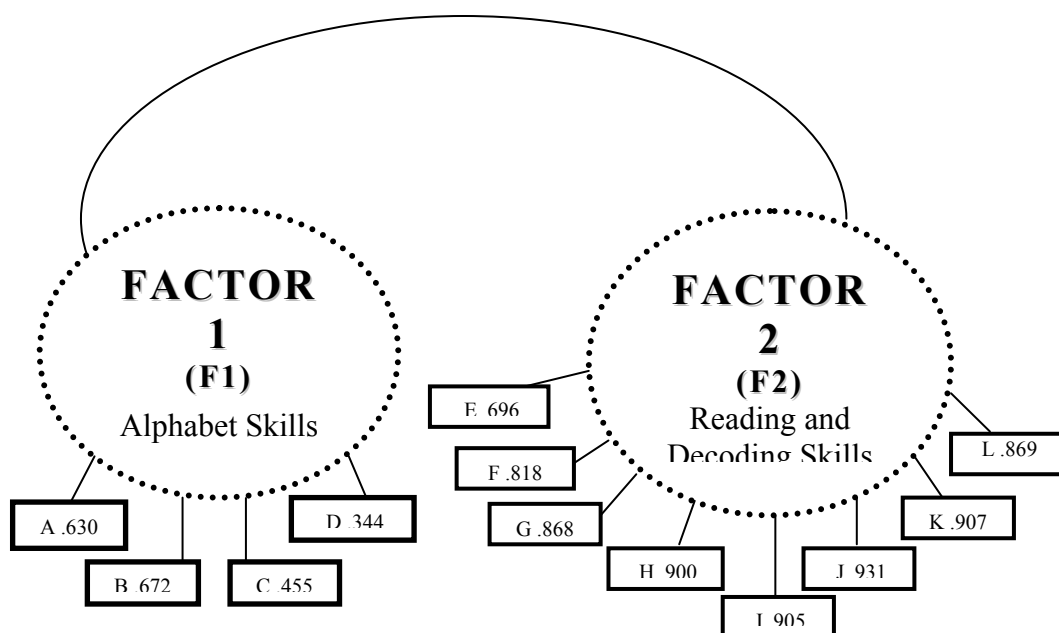 FACTOR
1
(F1)
Alphabet Skills
A .630
B .672
C .455
D .344
FACTOR
2
(F2)
Reading and
Decoding Skills
E .696
F .818
G .868
H .900
I .905
J .931
K .907
L .869